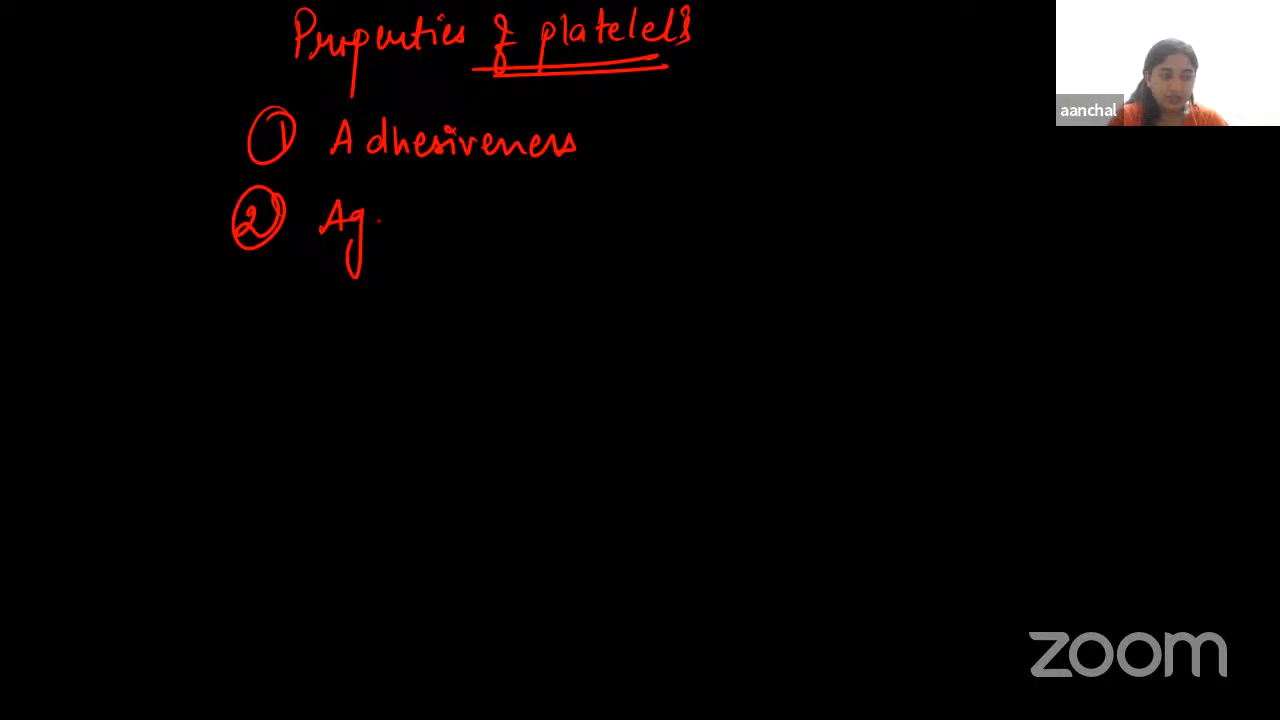 Properties of platelets
aanchal
① Adhesiveness
② Ag
zoom